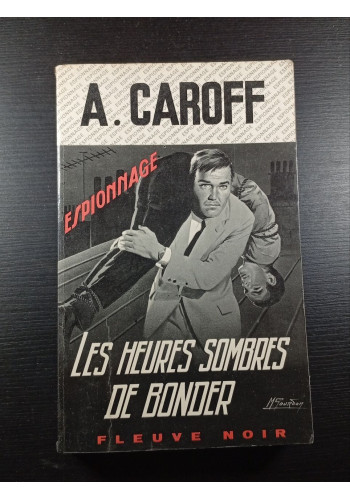 A. CAROFF
ESPIONNAGE
LES HEURES SOMBRES
DE BONDER
FLEUVE NOIR